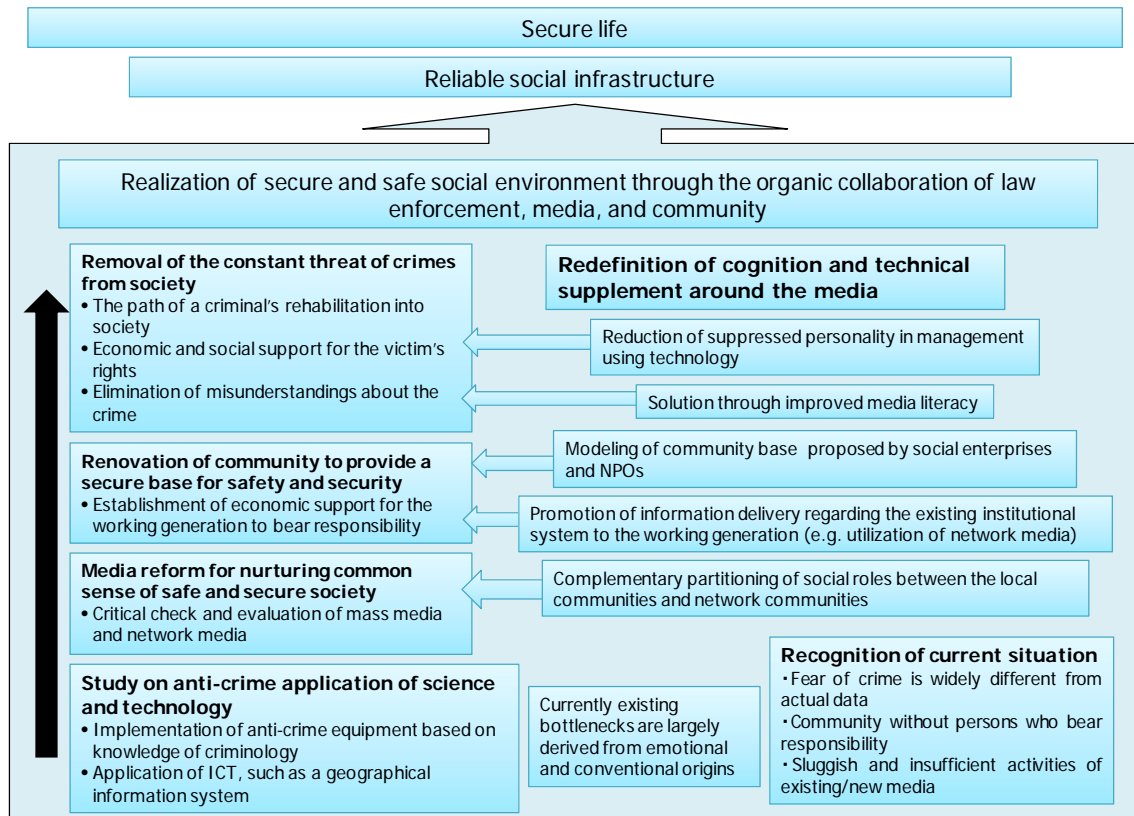 Secure life
Reliable social infrastructure
Realization of secure and safe social environment through the organic collaboration of law
enforcement, media, and community
Removal of the constant threat of crimes
from society
• The path of a criminal's rehabilitation into
society
• Economic and social support for the victim's
rights
• Elimination of misunderstandings about the
crime
Redefinition of cognition and technical
supplement around the media
Reduction of suppressed personality in management
using technology
Solution through improved media literacy
Renovation of community to provide a
secure base for safety and security
• Establishment of economic support for the
working generation to bear responsibility
Modeling of community base proposed by social enterprises
and NPOs
Promotion of information delivery regarding the existing institutional
system to the working generation (e.g. utilization of network media)
Media reform for nurturing common
sense of safe and secure society
• Critical check and evaluation of mass media
and network media
Complementary partitioning of social roles between the local
communities and network communities
Study on anti-crime application of science
and technology
• Implementation of anti-crime equipment based on
knowledge of criminology
• Application of ICT, such as a geographical
information system
Currently existing
bottlenecks are largely
derived from emotional
and conventional origins
Recognition of current situation
・Fear of crime is widely different from
actual data
・Community without persons who bear
responsibility
・Sluggish and insufficient activities of
existing/new media